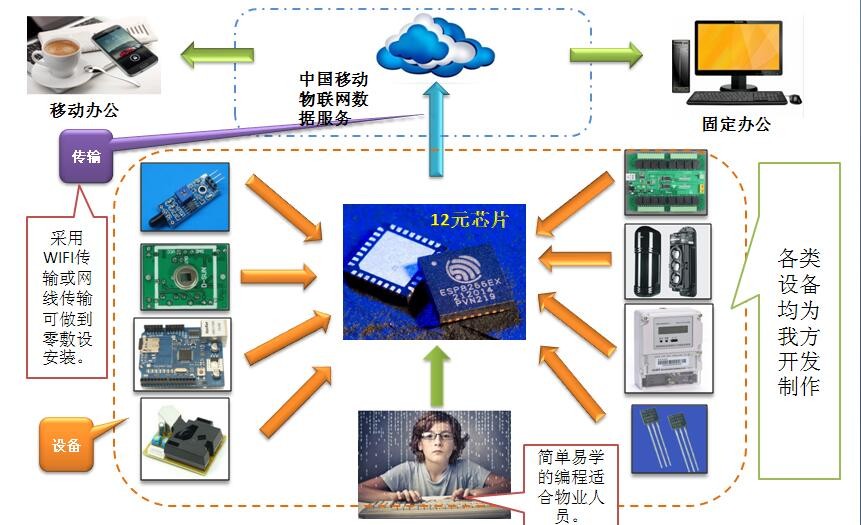 中国移动
物联网数
据服务
移动办公
固定办公
传输
采用
WIFI传
输或网
线传输
可做到
零敷设
安装。
12元芯片
ESP8266EX
D-SUN
各类
设备
均为
我方
开发
制作
设备
简单易学
的编程适
合物业人
员。